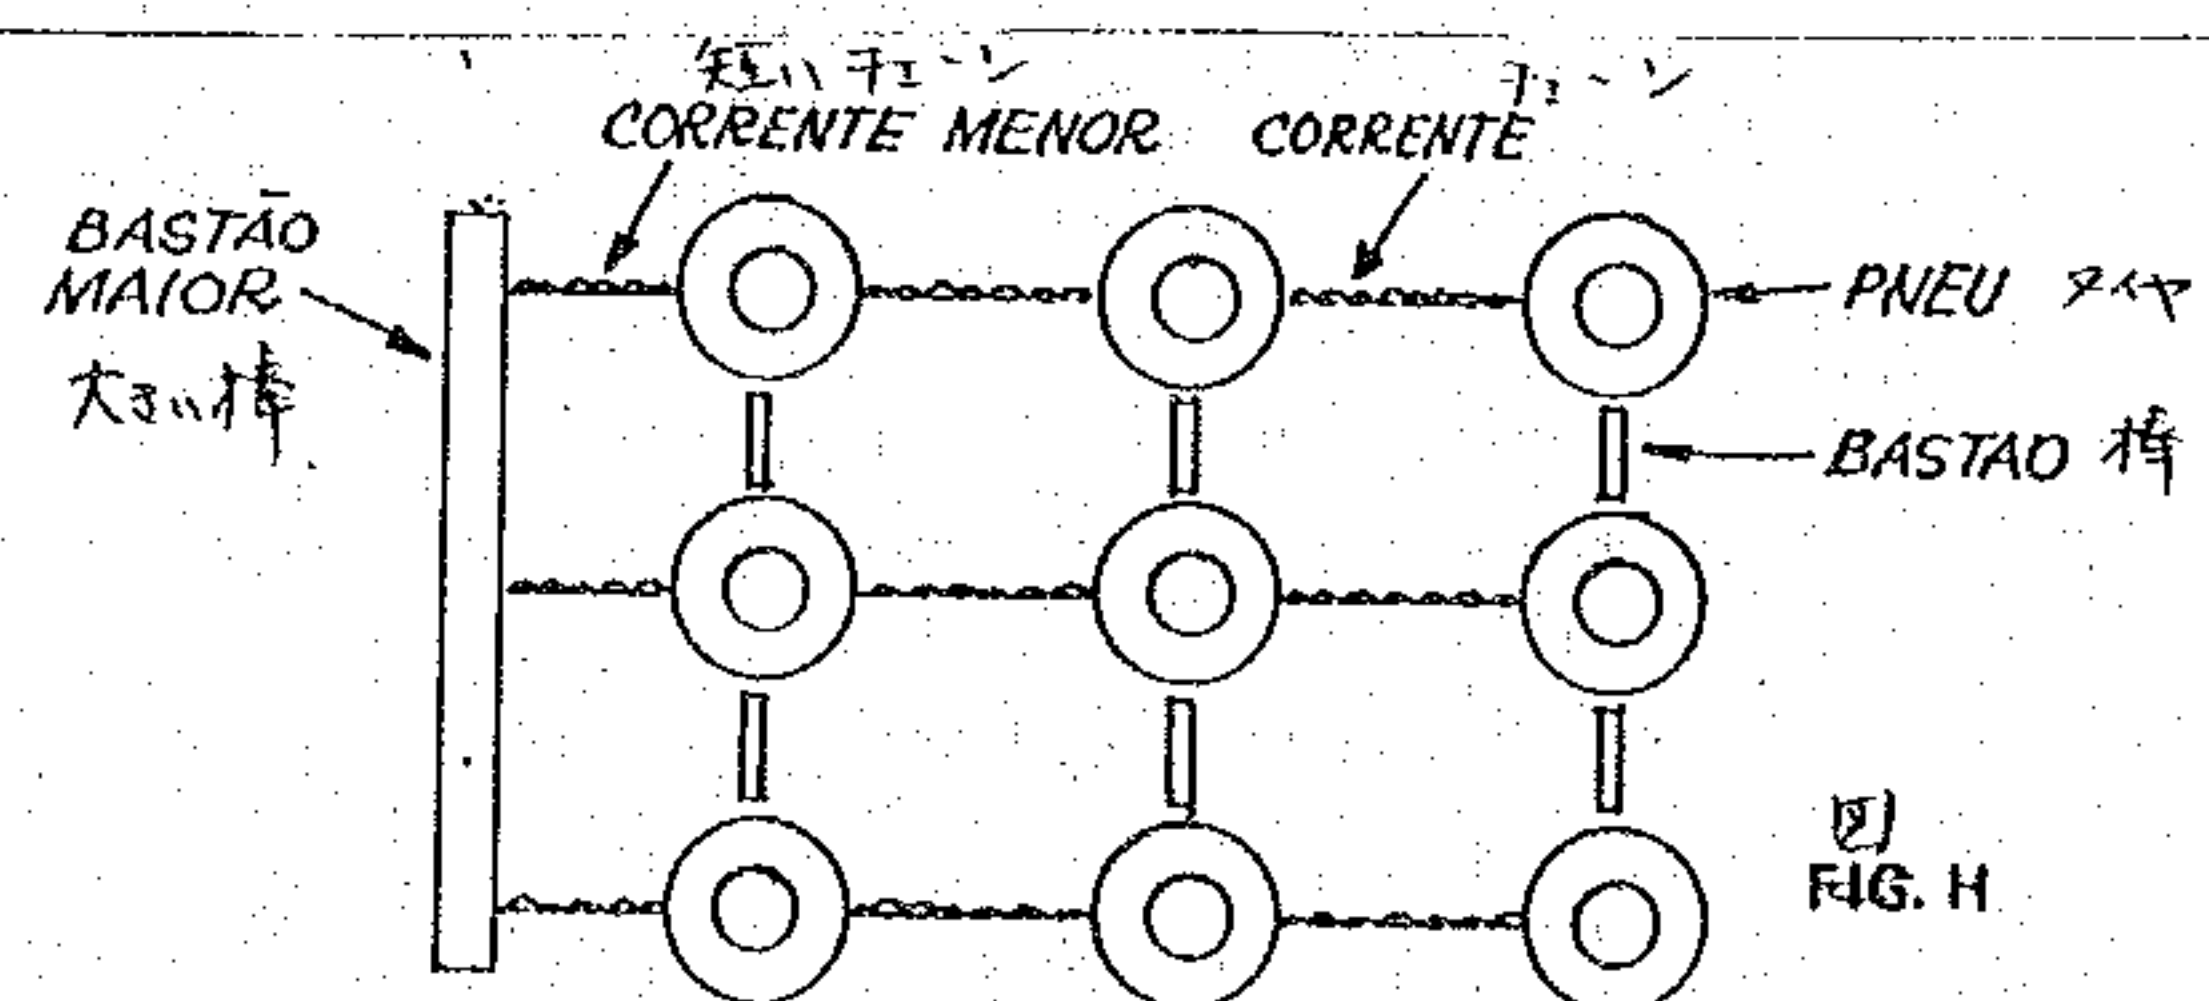 短い チェーン
CORRENTE MENOR
チェーン
CORRENTE
BASTÃO
MAIOR
大きい棒
PNEU タイヤ
BASTAO 棒
図
FIG. H